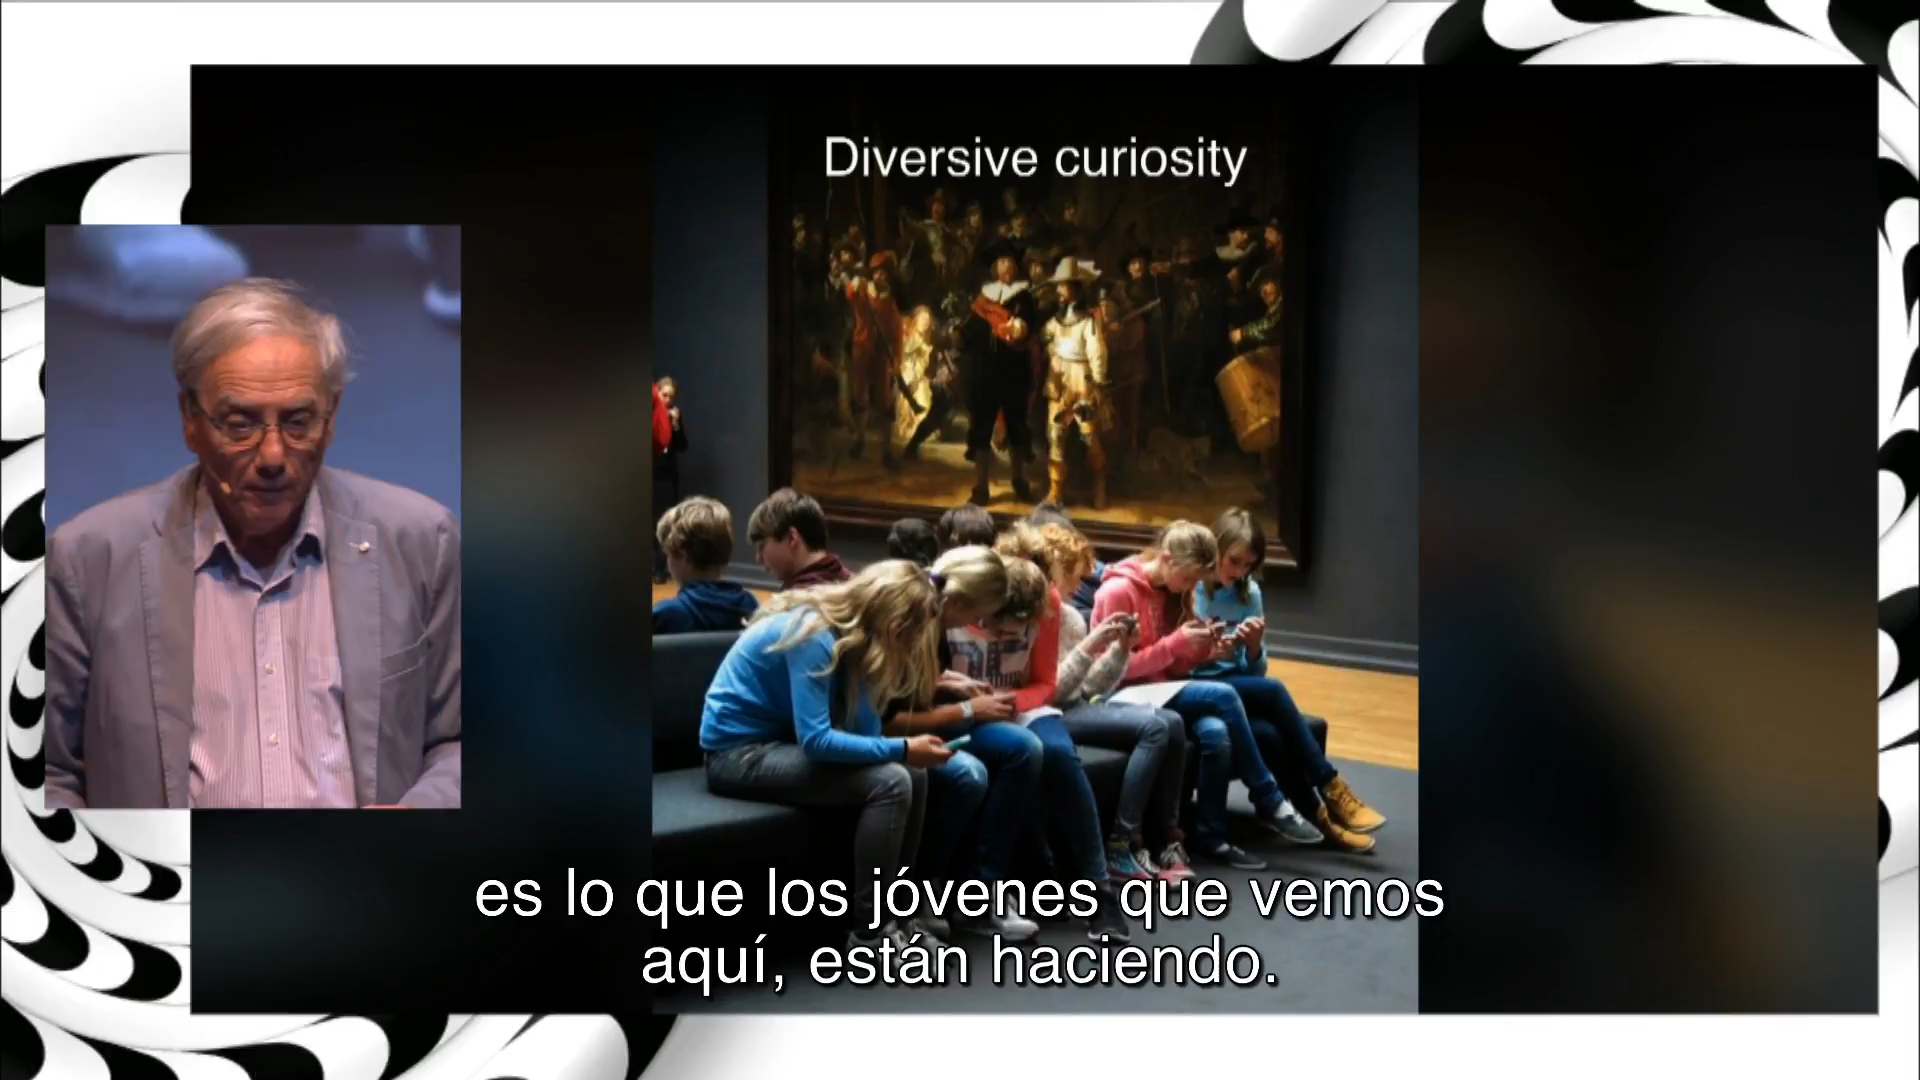 Diversive curiosity
es lo que los jóvenes que vemos
aquí, están haciendo.